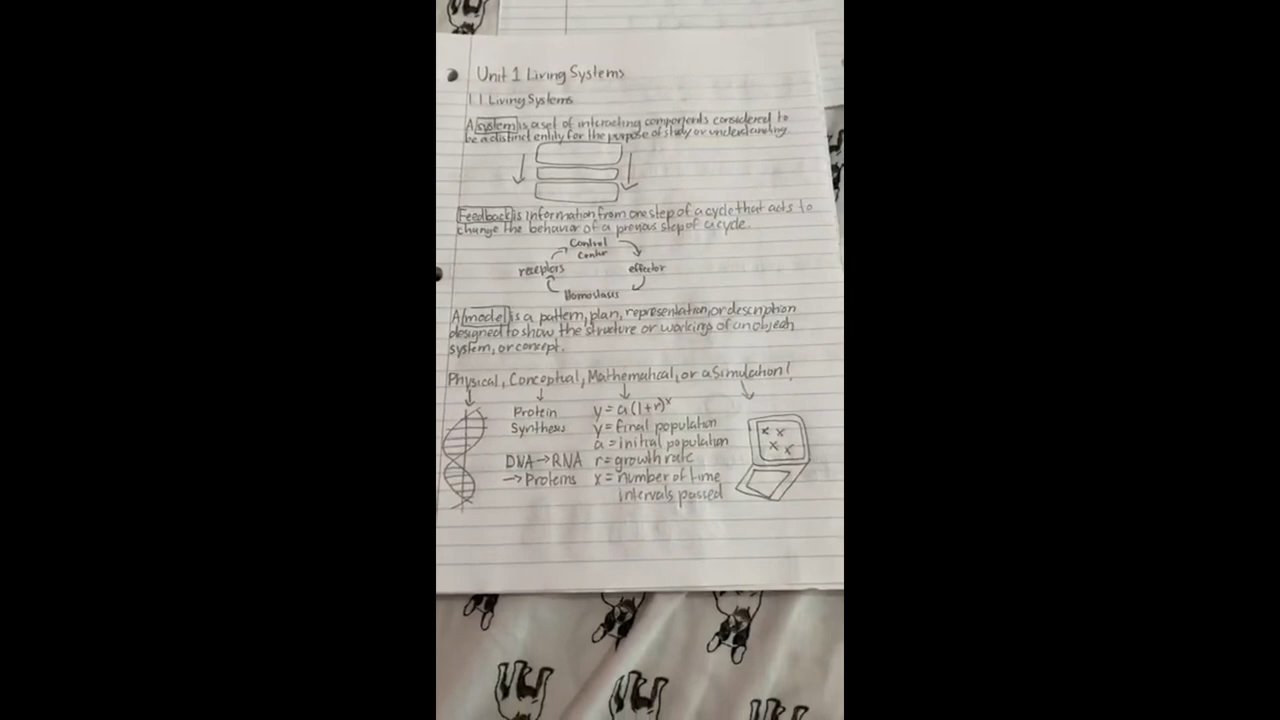 Unit 1 Living Systems
1.1 Living Systems
A system is a set of interacting components considered to
be a distinct entity for the purpose of study or understanding.
Feedback is information from one step of a cycle that acts to
change the behavior of a previous step of a cycle.
Control
Center
receptors effector
Homostasis
A model is a pattern, plan, representation, or description
designed to show the structure or working of an object,
system, or concept.
Physical, Conceptual, Mathematical, or a Simulation!
Protein y = a(1+r)ˣ
Synthesis y = final population
a = initial population
DNA → RNA r = growth rate
→ Proteins x = number of time
intervals passed
x x
x x